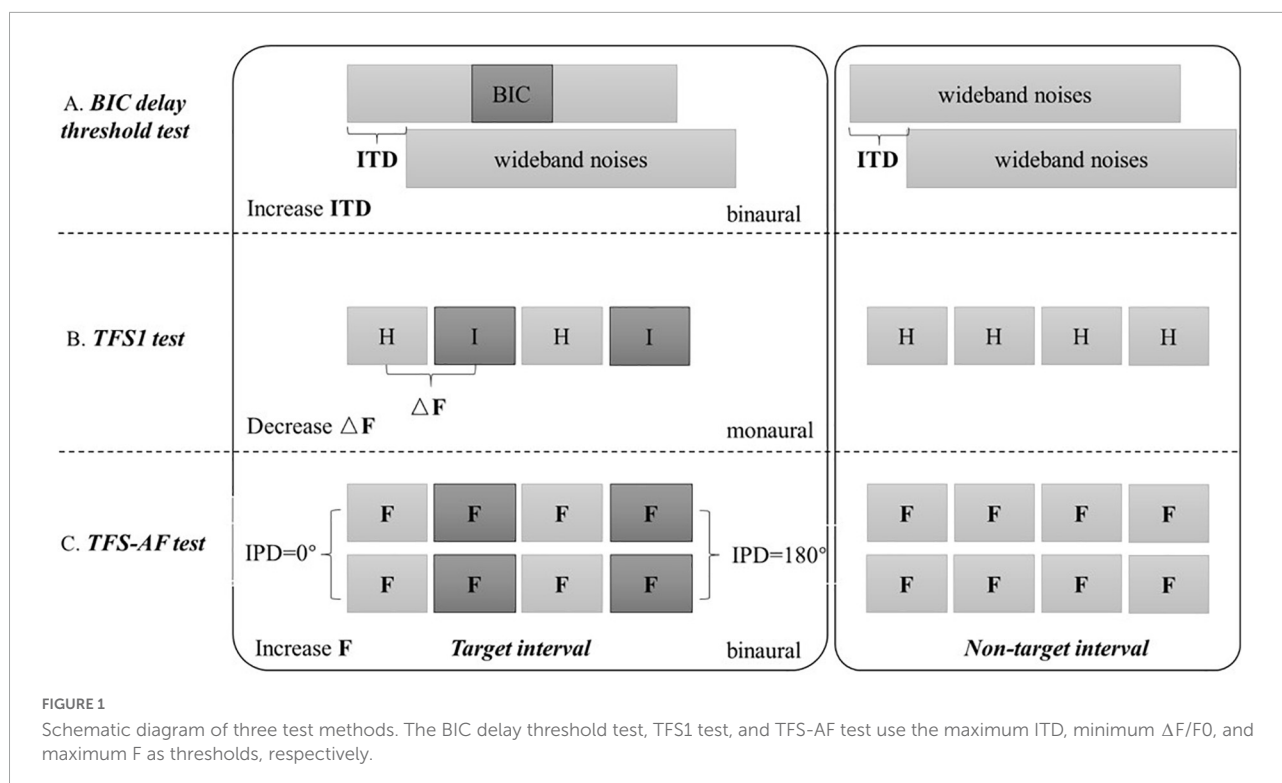 A. BIC delay
threshold test
BIC
ITD
wideband noises
Increase ITD
binaural
wideband noises
ITD
wideband noises
B. TFS1 test
H I H I
△F
Decrease △F
monaural
H H H H
C. TFS-AF test
IPD=0°
F F F F
F F F F
IPD=180°
Increase F
Target interval
binaural
F F F F
F F F F
Non-target interval
FIGURE 1
Schematic diagram of three test methods. The BIC delay threshold test, TFS1 test, and TFS-AF test use the maximum ITD, minimum ΔF/F0, and
maximum F as thresholds, respectively.